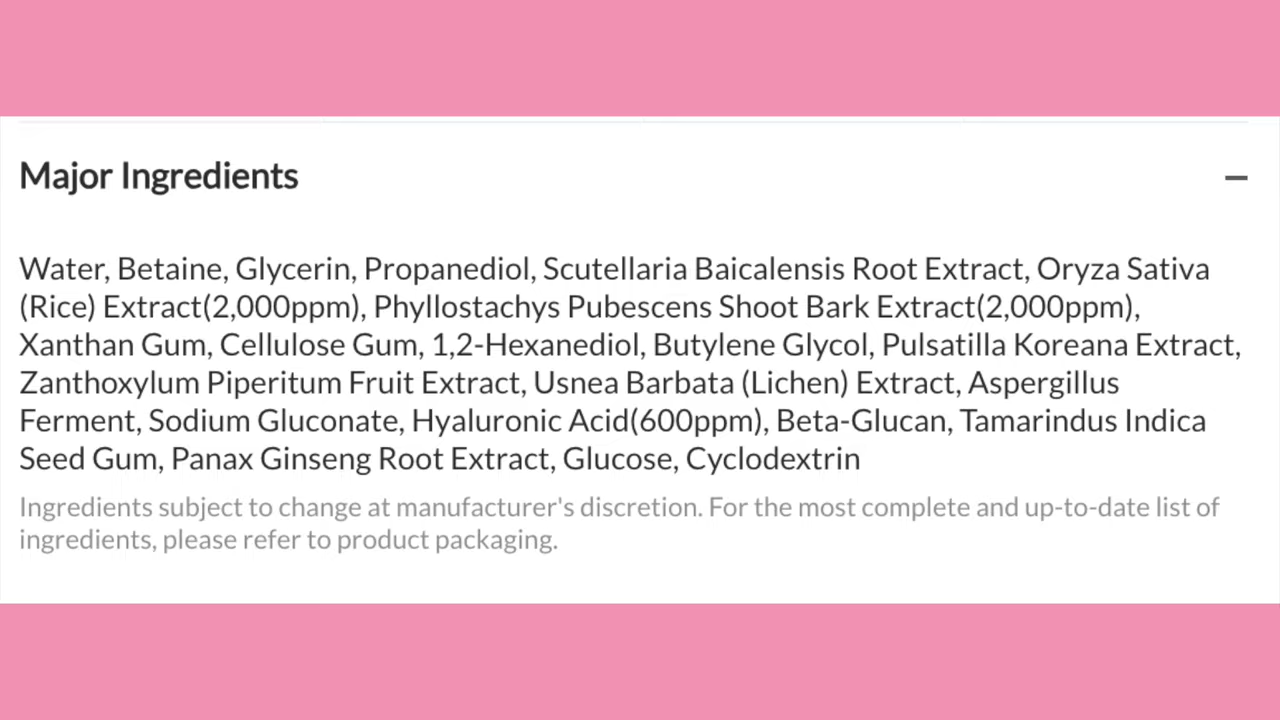 Major Ingredients
Water, Betaine, Glycerin, Propanediol, Scutellaria Baicalensis Root Extract, Oryza Sativa
(Rice) Extract(2,000ppm), Phyllostachys Pubescens Shoot Bark Extract(2,000ppm),
Xanthan Gum, Cellulose Gum, 1,2-Hexanediol, Butylene Glycol, Pulsatilla Koreana Extract,
Zanthoxylum Piperitum Fruit Extract, Usnea Barbata (Lichen) Extract, Aspergillus
Ferment, Sodium Gluconate, Hyaluronic Acid(600ppm), Beta-Glucan, Tamarindus Indica
Seed Gum, Panax Ginseng Root Extract, Glucose, Cyclodextrin
Ingredients subject to change at manufacturer's discretion. For the most complete and up-to-date list of
ingredients, please refer to product packaging.